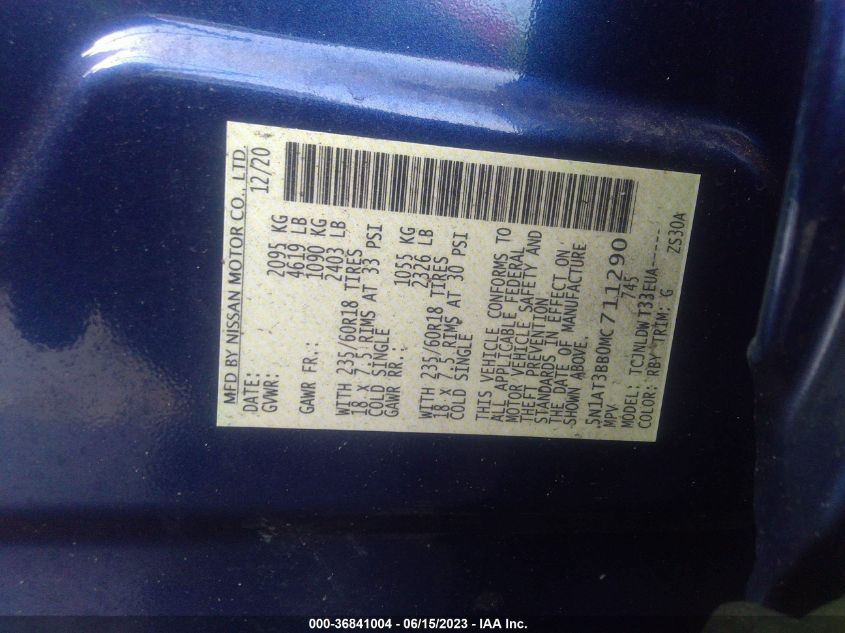 MFD BY NISSAN MOTOR CO., LTD.
DATE: 12/20
GVWR: 2095 KG
4619 LB
GAWR FR.: 1090 KG
2403 LB
WITH 235/60R18 TIRES
18 X 7.5 RIMS AT 33 PSI
COLD SINGLE
GAWR RR.: 1055 KG
2326 LB
WITH 235/60R18 TIRES
18 X 7.5 RIMS AT 30 PSI
COLD SINGLE
THIS VEHICLE CONFORMS TO
ALL APPLICABLE FEDERAL
MOTOR VEHICLE SAFETY AND
THEFT PREVENTION
STANDARDS IN EFFECT ON
THE DATE OF MANUFACTURE
SHOWN ABOVE.
5N1AT3BB0MC711290
MPV 745
MODEL: TCJNLDWT33EUA-----
COLOR: RBY TRIM: G ZS30A
000-36841004 - 06/15/2023 - IAA Inc.